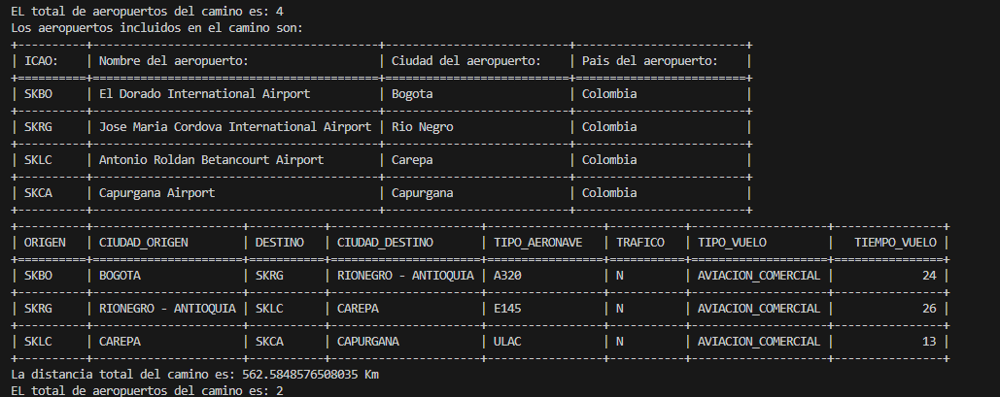 EL total de aeropuertos del camino es: 4
Los aeropuertos incluidos en el camino son:
ICAO: Nombre del aeropuerto: Ciudad del aeropuerto: Pais del aeropuerto:
SKBO El Dorado International Airport Bogota Colombia
SKRG Jose Maria Cordova International Airport Rio Negro Colombia
SKLC Antonio Roldan Betancourt Airport Carepa Colombia
SKCA Capurgana Airport Capurgana Colombia
ORIGEN CIUDAD_ORIGEN DESTINO CIUDAD_DESTINO TIPO_AERONAVE TRAFICO TIPO_VUELO TIEMPO_VUELO
SKBO BOGOTA SKRG RIONEGRO - ANTIOQUIA A320 N AVIACION_COMERCIAL 24
SKRG RIONEGRO - ANTIOQUIA SKLC CAREPA E145 N AVIACION_COMERCIAL 26
SKLC CAREPA SKCA CAPURGANA ULAC N AVIACION_COMERCIAL 13
La distancia total del camino es: 562.5848576508035 Km
EL total de aeropuertos del camino es: 2